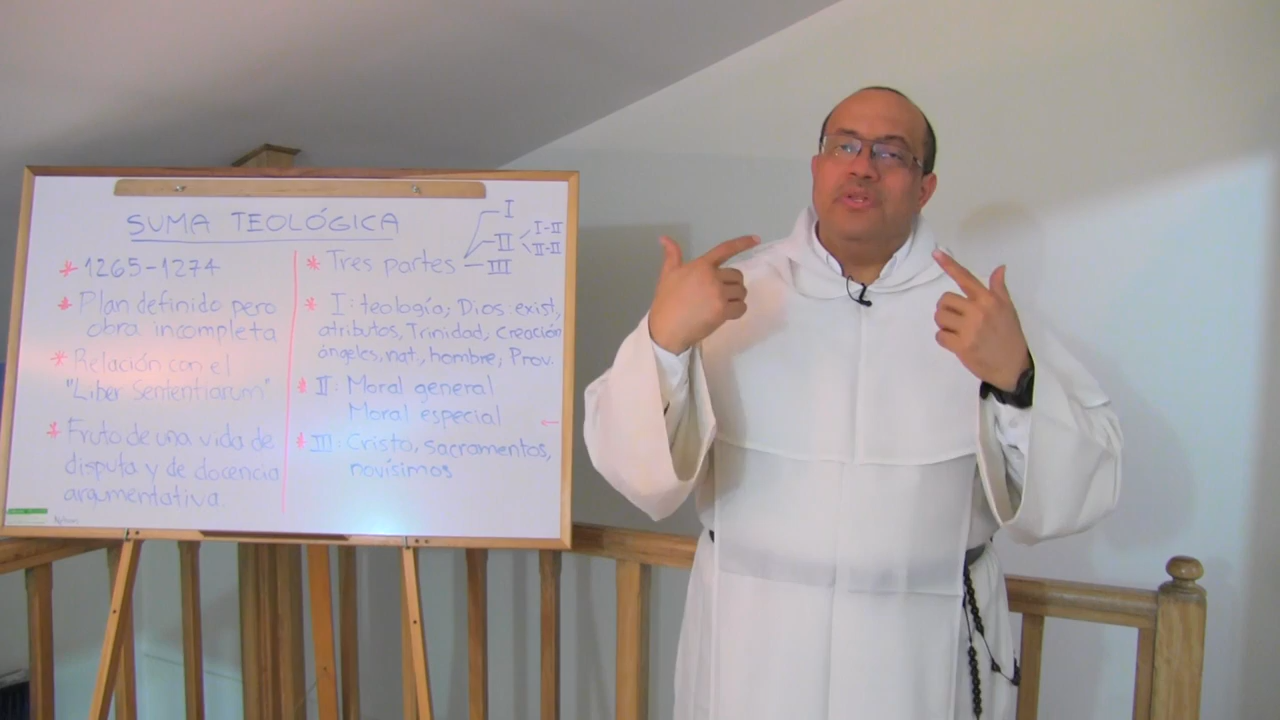 SUMA TEOLÓGICA
* 1265-1274
* Plan definido pero
obra incompleta
* Relación con el
"Liber Sententiarum"
* Fruto de una vida de
disputa y de docencia
argumentativa.
* Tres partes
I
II
I-II
II-II
III
* I: teología; Dios: exist,
atributos, Trinidad, Creación
ángeles, nat., hombre; Prov.
* II: Moral general
Moral especial
* III: Cristo, sacramentos,
novísimos